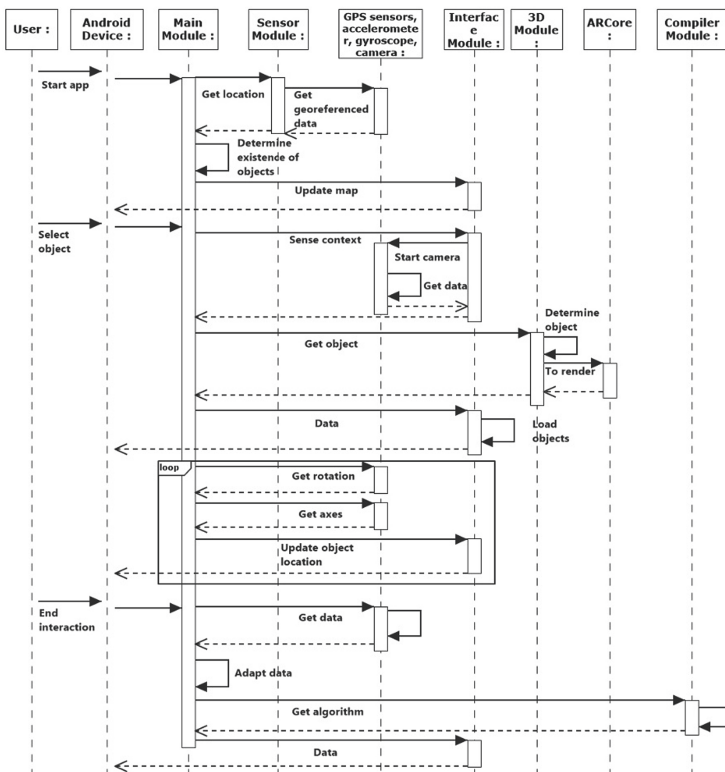 User :
Android
Device :
Main
Module :
Sensor
Module :
GPS sensors,
acceleromete
r, gyroscope,
camera :
Interfac
e
Module :
3D
Module
:
ARCore:
Compiler
Module :
Start app
Get location
Get
georeferenced
data
Determine
existence of
objects
Update map
Select
object
Sense context
Start camera
Get data
Determine
object
Get object
To render
Data
Load
objects
loop
Get rotation
Get axes
Update object
location
End
interaction
Get data
Adapt data
Get algorithm
Data